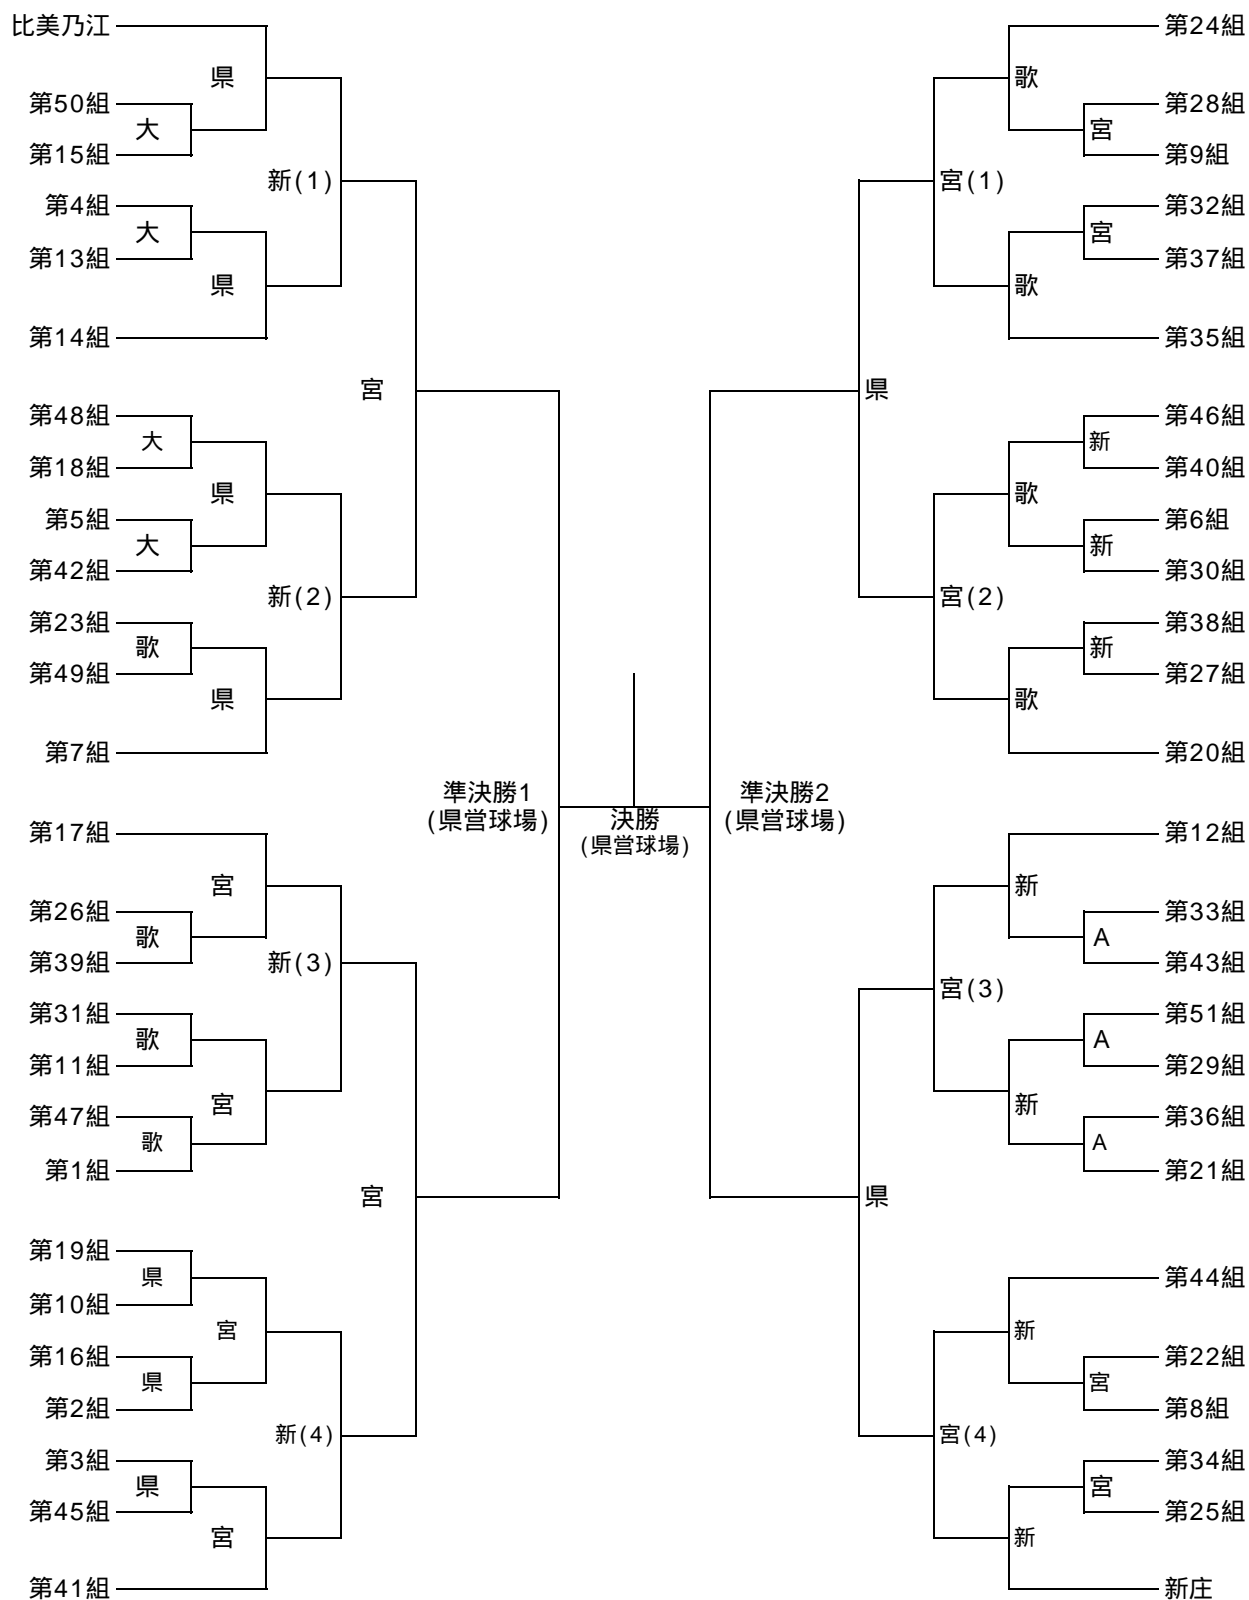 比美乃江
県
第50組
大
第15組
新(1)
第4組
大
第13組
県
第14組
宮
第48組
大
第18組
県
第5組
大
第42組
新(2)
第23組
歌
第49組
県
第7組
準決勝1
(県営球場)
第17組
宮
第26組
歌
第39組
新(3)
第31組
歌
第11組
宮
第47組
歌
第1組
宮
第19組
県
第10組
宮
第16組
県
第2組
新(4)
第3組
県
第45組
宮
第41組
決勝
(県営球場)
第24組
歌
第28組
宮
第9組
宮(1)
第32組
宮
第37組
歌
第35組
県
第46組
新
第40組
歌
第6組
新
第30組
宮(2)
第38組
新
第27組
歌
第20組
準決勝2
(県営球場)
第12組
新
第33組
A
第43組
宮(3)
第51組
A
第29組
新
第36組
A
第21組
県
第44組
新
第22組
宮
第8組
宮(4)
第34組
宮
第25組
新
新庄